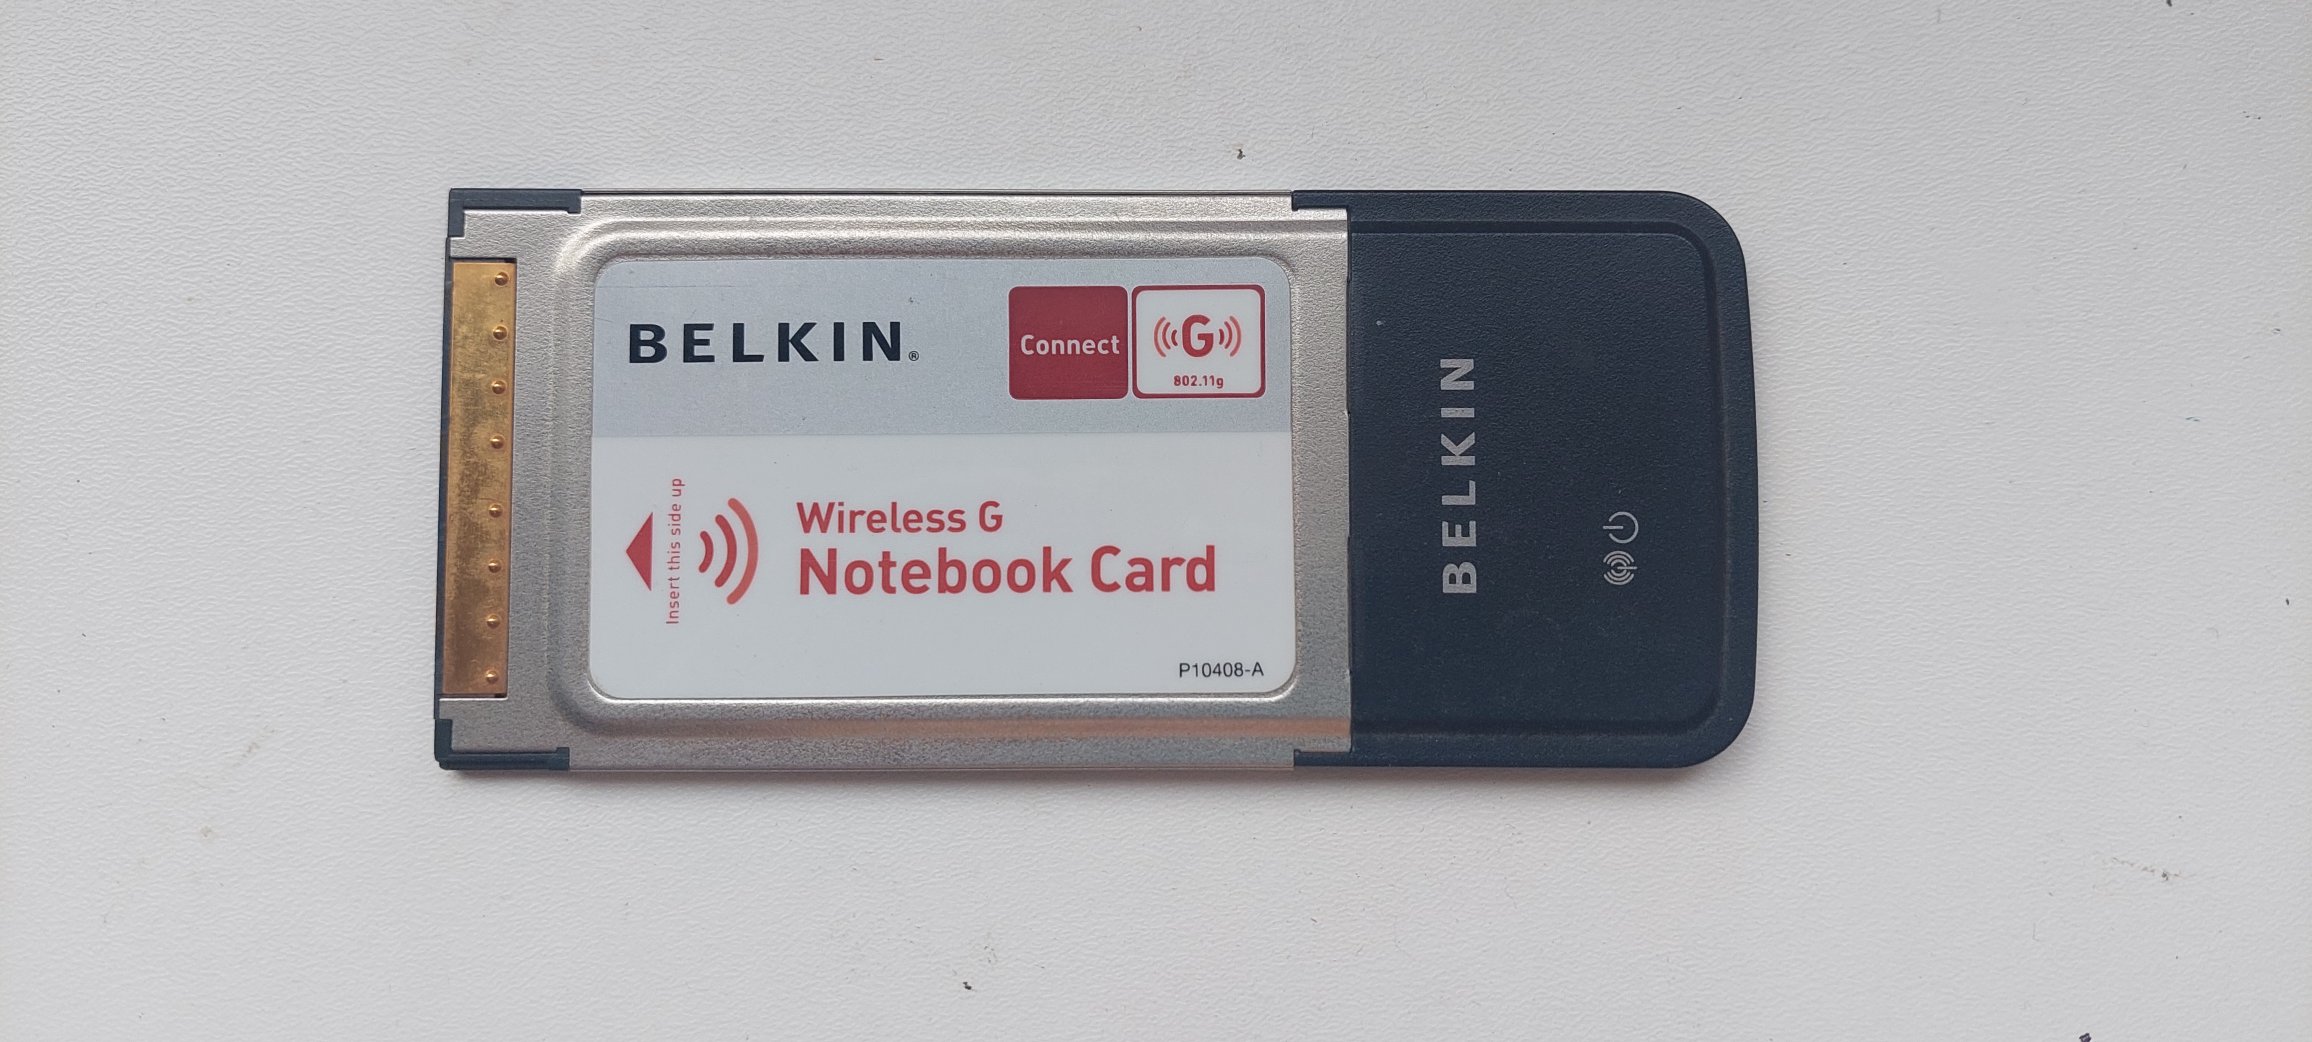 BELKIN®
Connect
G
802.11g
Insert this side up
Wireless G
Notebook Card
P10408-A
BELKIN